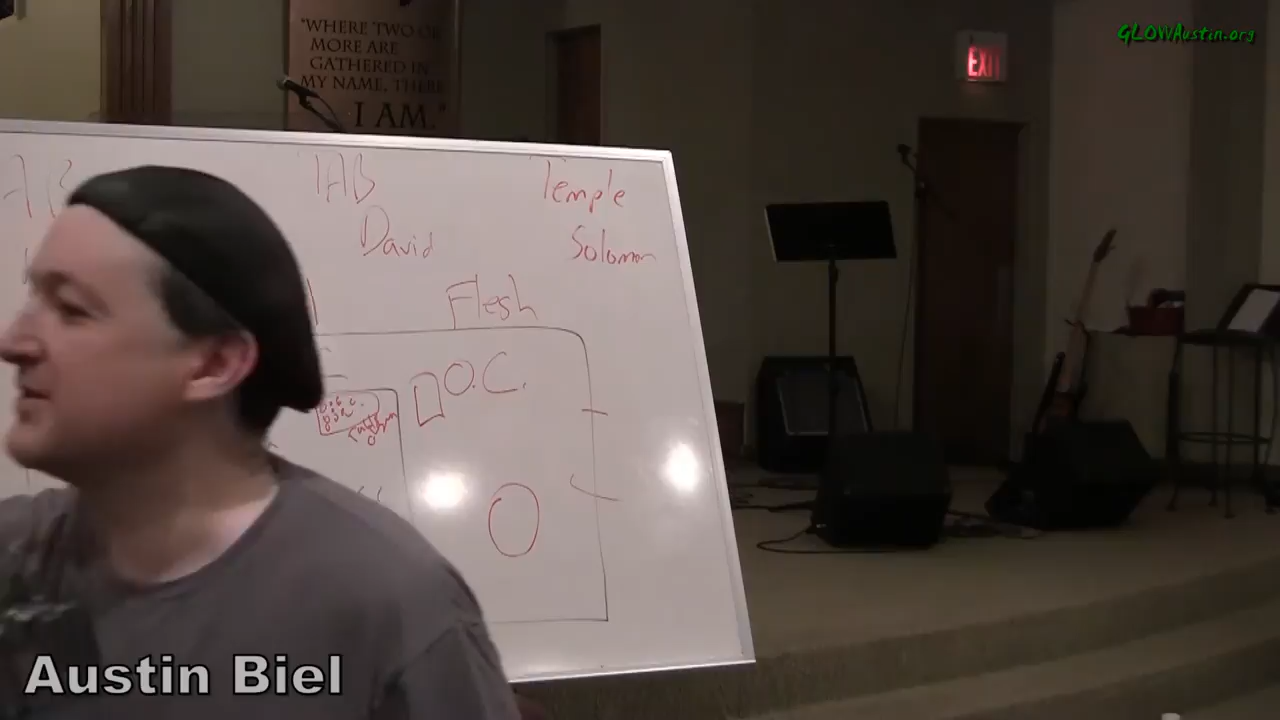 "WHERE TWO OR
MORE ARE
GATHERED IN
MY NAME, THERE
I AM."
GLOWAustin.org
EXIT
TAB
Temple
David
Solomon
Flesh
O.C.
Austin Biel